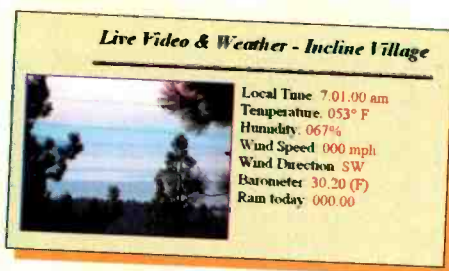 Live Video & Weather - Incline Village
Local Time 7.01.00 am
Temperature. 053° F
Humidity. 067%
Wind Speed 000 mph
Wind Direction SW
Barometer 30.20 (F)
Rain today 000.00